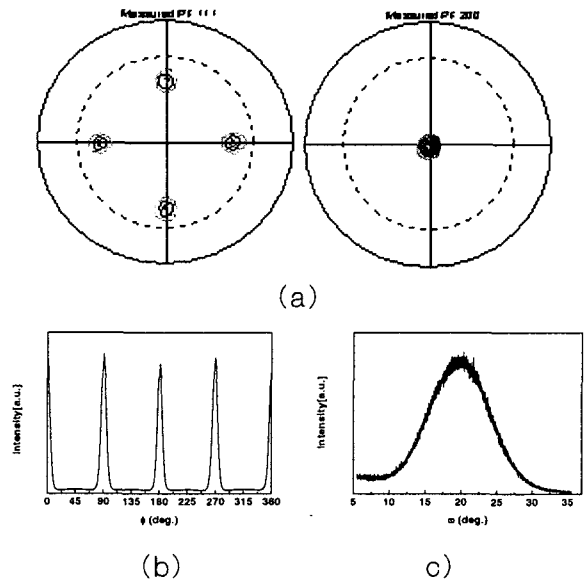 Measured PF 111
Measured PF 200
(a)
Intensity[a.u.]
0 45 90 135 180 225 270 315 360
ϕ (deg.)
(b)
Intensity[a.u.]
5 10 15 20 25 30 35
ω (deg.)
c)